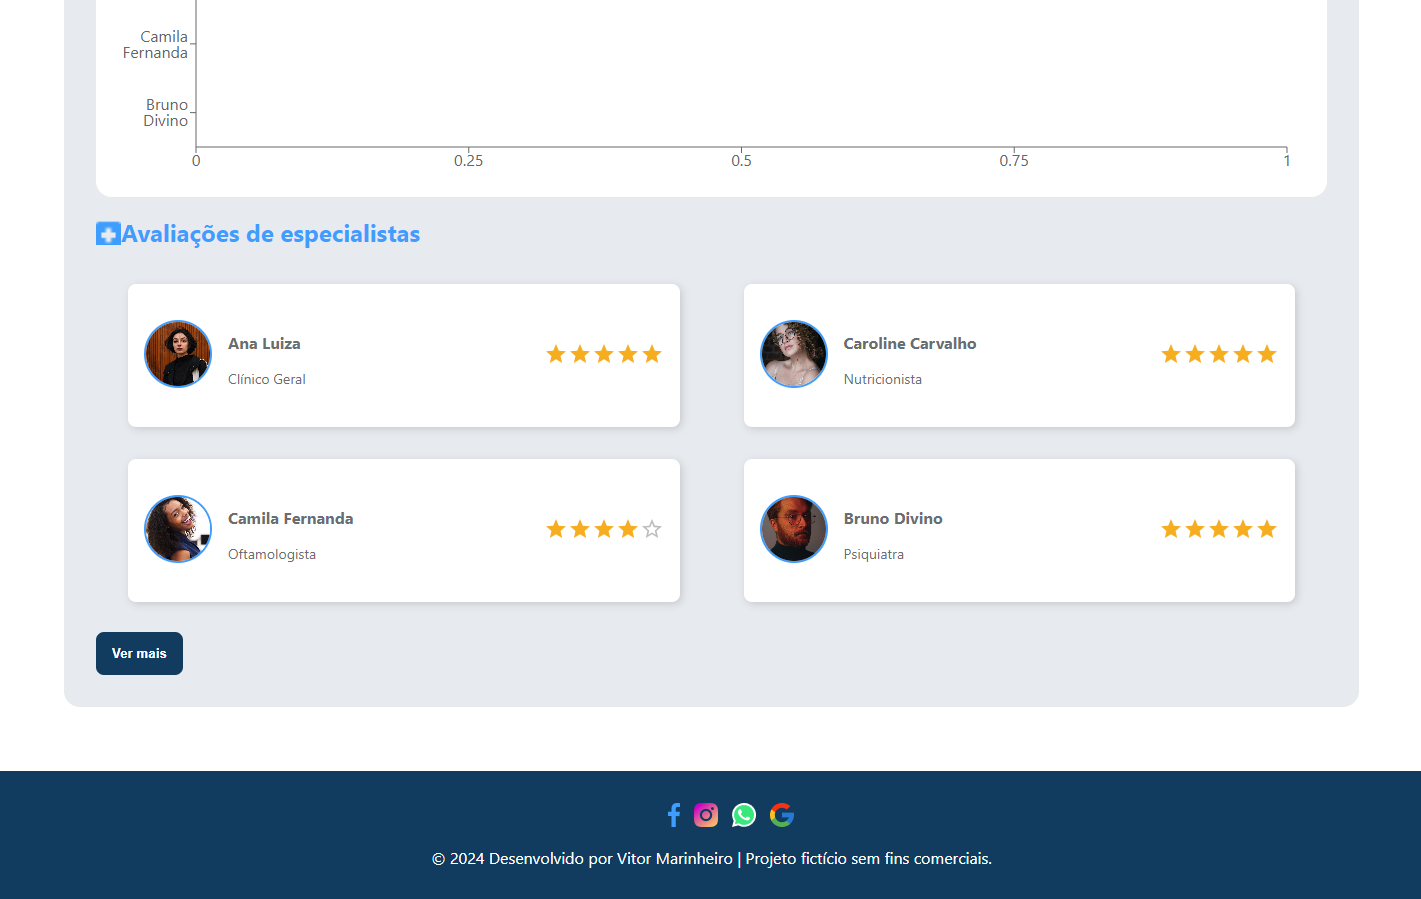 Camila
Fernanda
Bruno
Divino
0 0.25 0.5 0.75 1
Avaliações de especialistas
Ana Luiza
Clínico Geral
Caroline Carvalho
Nutricionista
Camila Fernanda
Oftamologista
Bruno Divino
Psiquiatra
Ver mais
© 2024 Desenvolvido por Vitor Marinheiro | Projeto fictício sem fins comerciais.